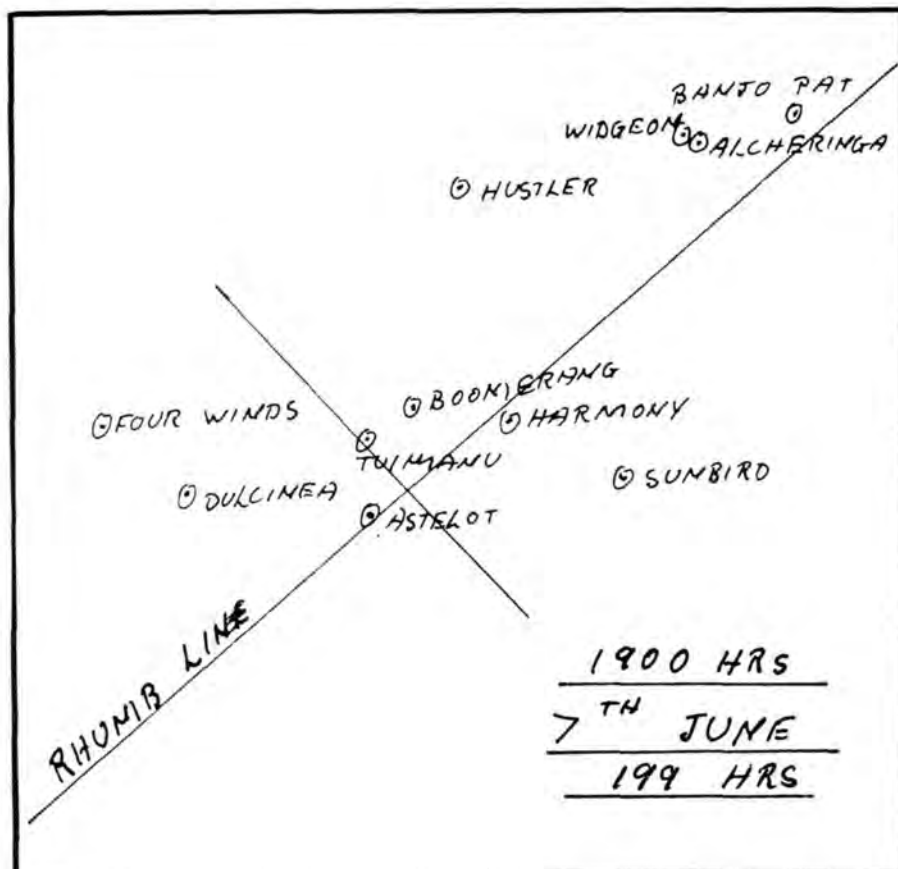 BANJO PAT
WIDGEON
ALCHERINGA
HUSTLER
BOOMERANG
FOUR WINDS
HARMONY
TUIMANU
SUNBIRD
DULCINEA
ASTELOT
RHUMB LINE
1900 HRS
7TH JUNE
199 HRS